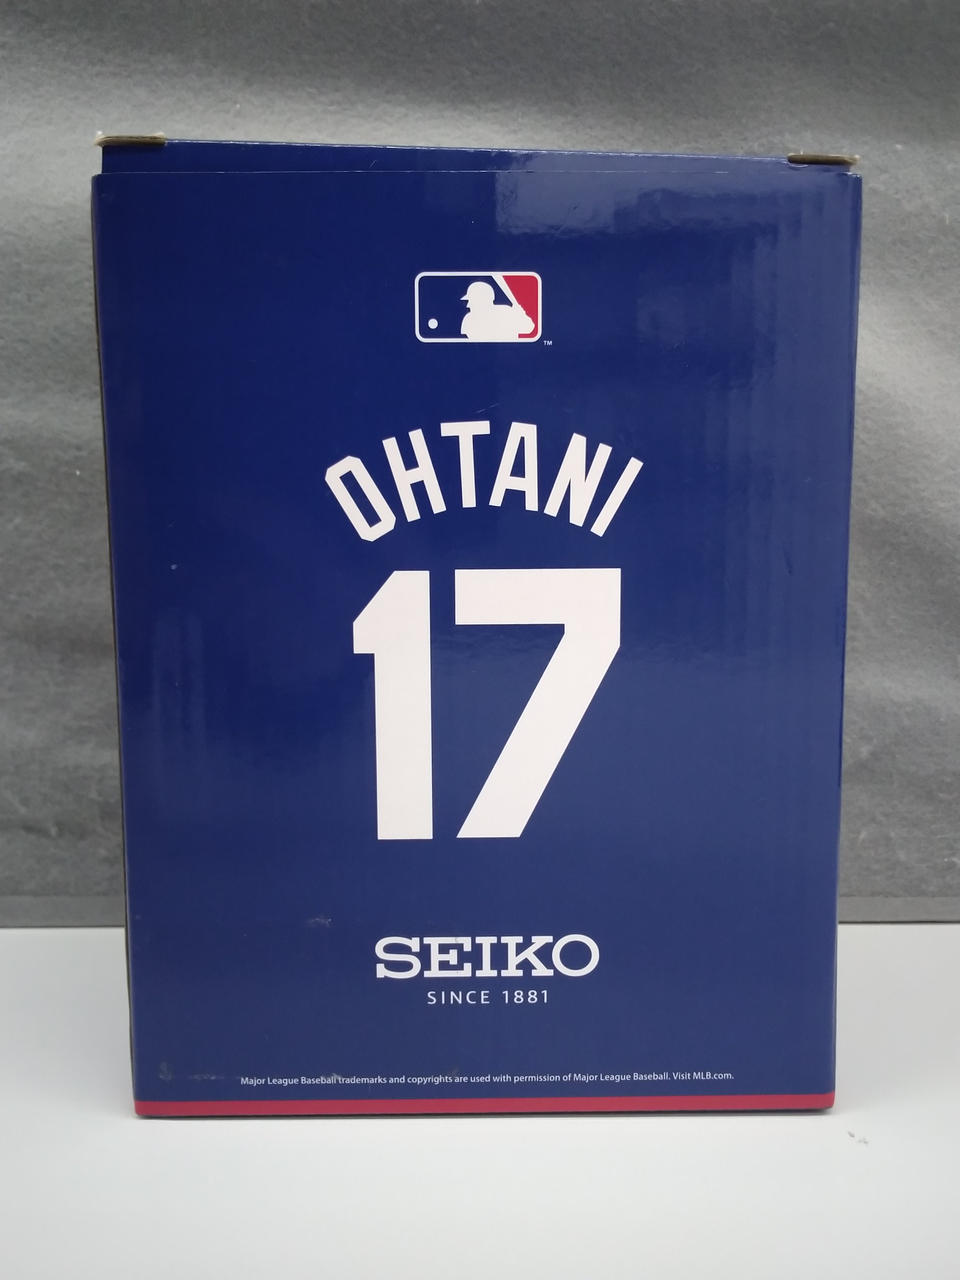 TM
OHTANI
17
SEIKO
SINCE 1881
Major League Baseball trademarks and copyrights are used with permission of Major League Baseball. Visit MLB.com.